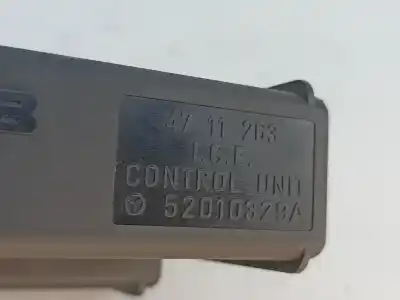 47 11 263
I.C.E.
CONTROL UNIT
52010329A